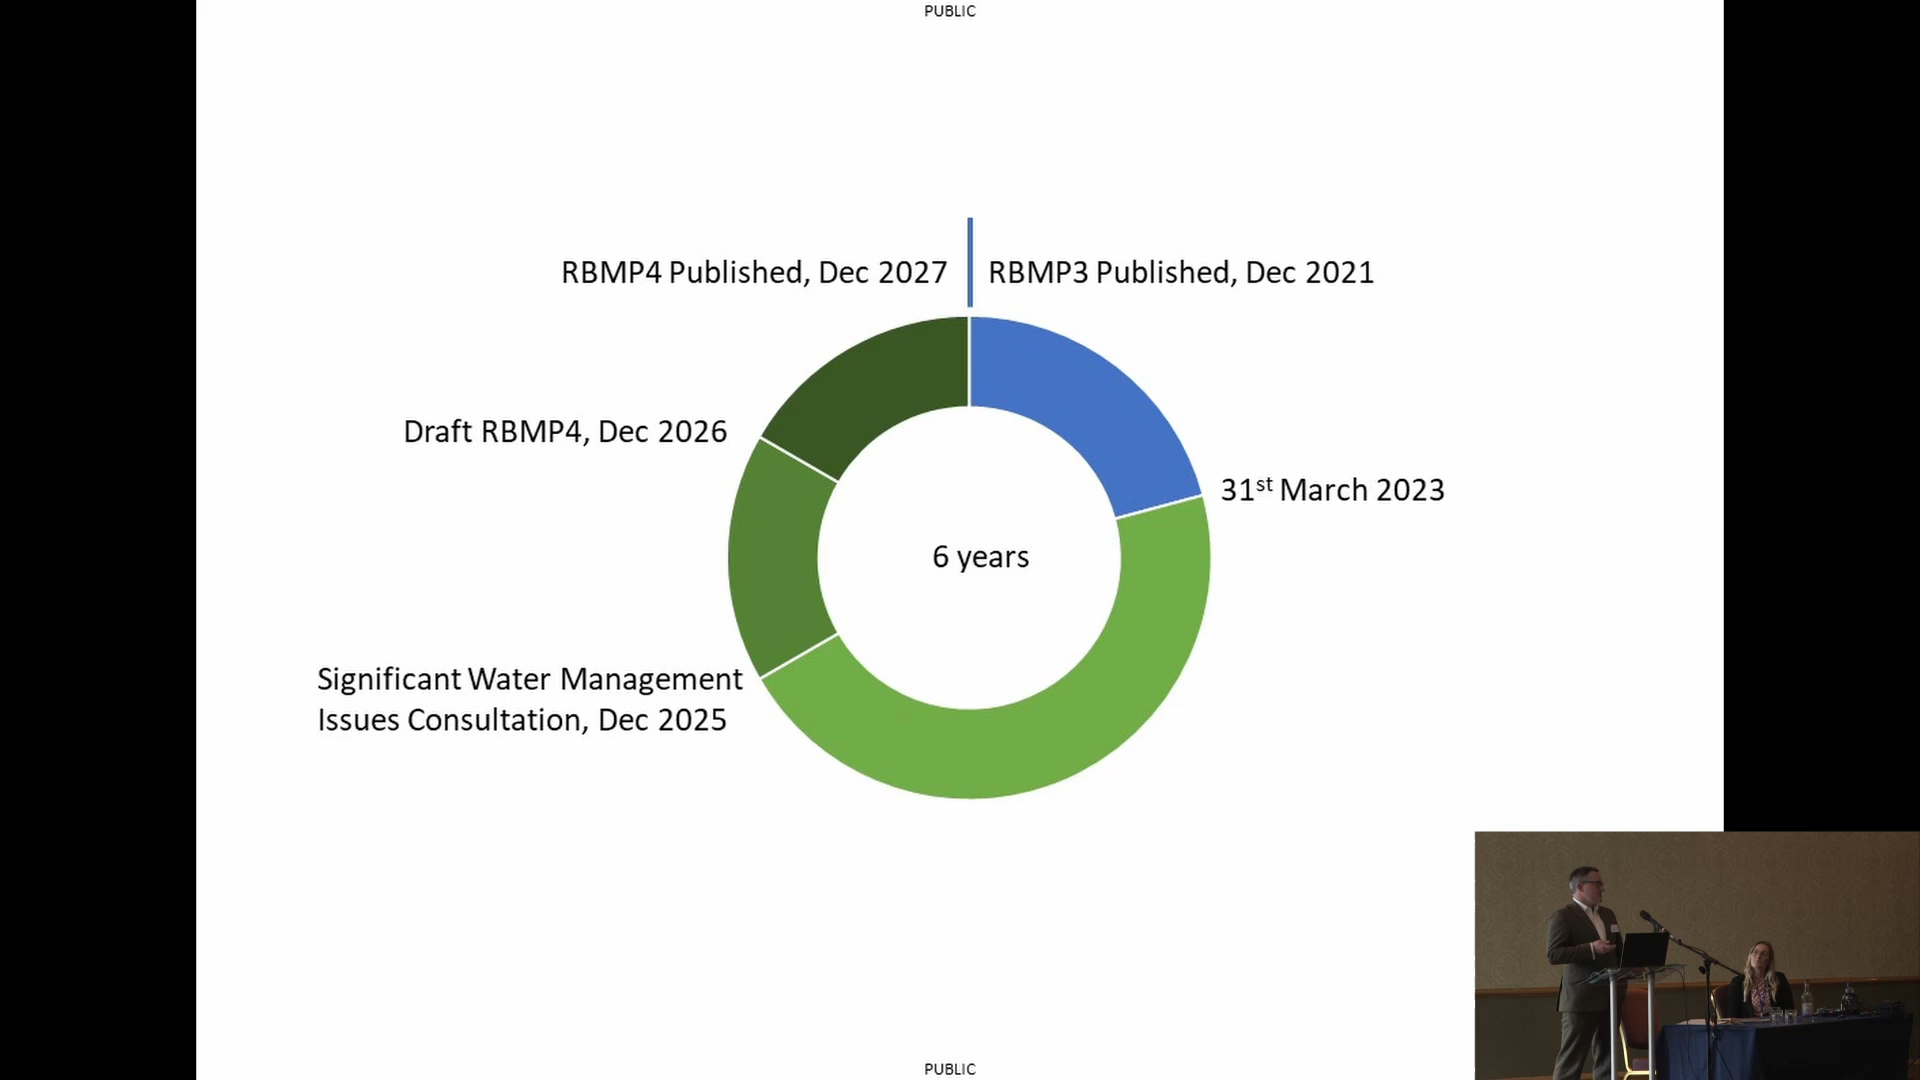 PUBLIC
RBMP4 Published, Dec 2027
RBMP3 Published, Dec 2021
Draft RBMP4, Dec 2026
31st March 2023
6 years
Significant Water Management
Issues Consultation, Dec 2025
PUBLIC